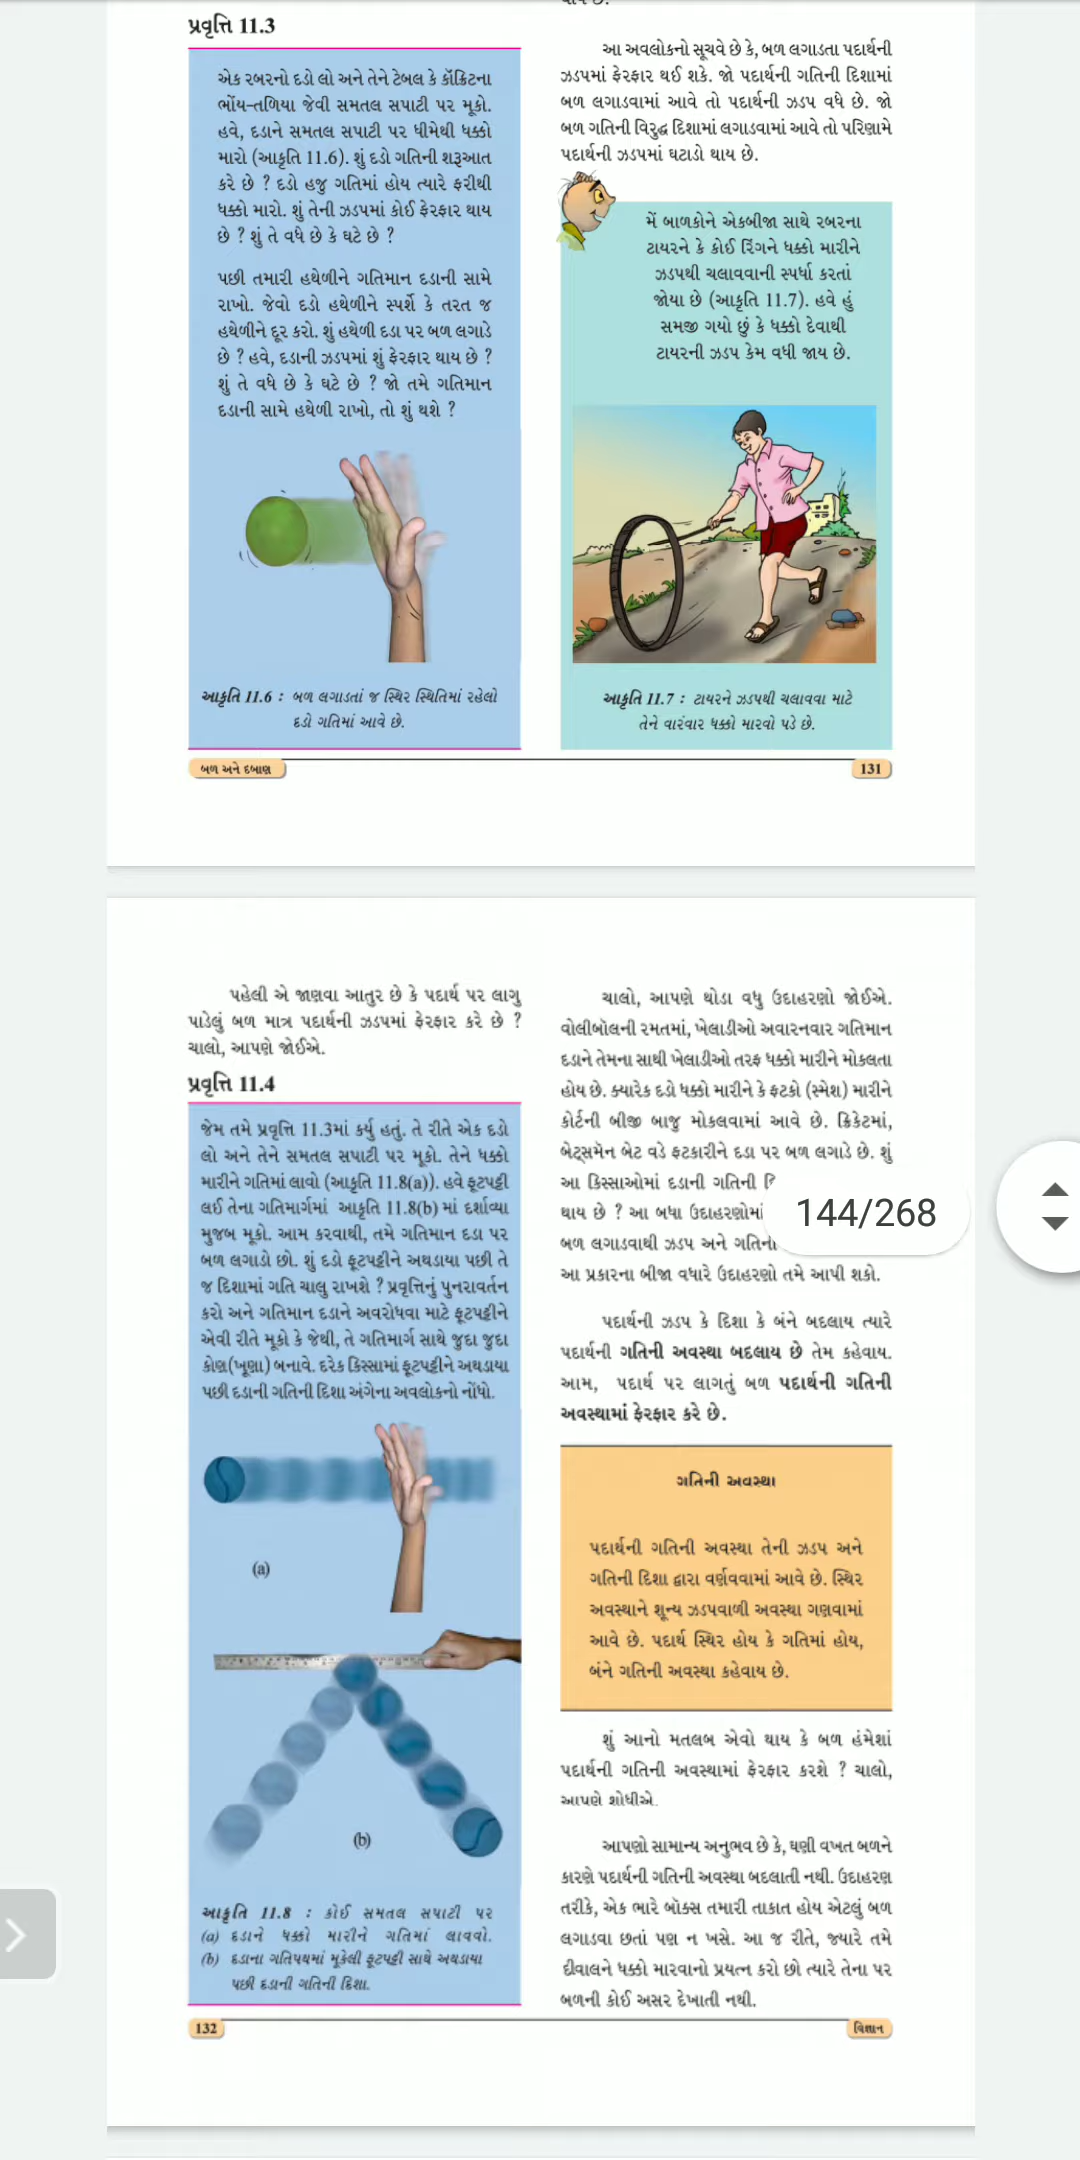 પ્રવૃત્તિ 11.3
એક રબરનો દડો લો અને તેને ટેબલ કે કૉંક્રિટના
ભોંય-તળિયા જેવી સમતલ સપાટી પર મૂકો.
હવે, દડાને સમતલ સપાટી પર ધીમેથી ધક્કો
મારો (આકૃતિ 11.6). શું દડો ગતિની શરૂઆત
કરે છે ? દડો હજુ ગતિમાં હોય ત્યારે ફરીથી
ધક્કો મારો. શું તેની ઝડપમાં કોઈ ફેરફાર થાય
છે ? શું તે વધે છે કે ઘટે છે ?
પછી તમારી હથેળીને ગતિમાન દડાની સામે
રાખો. જેવો દડો હથેળીને સ્પર્શે કે તરત જ
હથેળીને દૂર કરો. શું હથેળી દડા પર બળ લગાડે
છે ? હવે, દડાની ઝડપમાં શું ફેરફાર થાય છે ?
શું તે વધે છે કે ઘટે છે ? જો તમે ગતિમાન
દડાની સામે હથેળી રાખો, તો શું થશે ?
આકૃતિ 11.6 : બળ લગાડતાં જ સ્થિર સ્થિતિમાં રહેલો
દડો ગતિમાં આવે છે.
આ અવલોકનો સૂચવે છે કે, બળ લગાડતા પદાર્થની
ઝડપમાં ફેરફાર થઈ શકે. જો પદાર્થની ગતિની દિશામાં
બળ લગાડવામાં આવે તો પદાર્થની ઝડપ વધે છે. જો
બળ ગતિની વિરુદ્ધ દિશામાં લગાડવામાં આવે તો પરિણામે
પદાર્થની ઝડપમાં ઘટાડો થાય છે.
મેં બાળકોને એકબીજા સાથે રબરના
ટાયરને કે કોઈ રિંગને ધક્કો મારીને
ઝડપથી ચલાવવાની સ્પર્ધા કરતાં
જોયા છે (આકૃતિ 11.7). હવે હું
સમજી ગયો છું કે ધક્કો દેવાથી
ટાયરની ઝડપ કેમ વધી જાય છે.
આકૃતિ 11.7 : ટાયરને ઝડપથી ચલાવવા માટે
તેને વારંવાર ધક્કો મારવો પડે છે.
બળ અને દબાણ
131
પહેલી એ જાણવા આતુર છે કે પદાર્થ પર લાગુ
પાડેલું બળ માત્ર પદાર્થની ઝડપમાં ફેરફાર કરે છે ?
ચાલો, આપણે જોઈએ.
પ્રવૃત્તિ 11.4
જેમ તમે પ્રવૃત્તિ 11.3માં કર્યુ હતું. તે રીતે એક દડો
લો અને તેને સમતલ સપાટી પર મૂકો. તેને ધક્કો
મારીને ગતિમાં લાવો (આકૃતિ 11.8(a)). હવે ફૂટપટ્ટી
લઈ તેના ગતિમાર્ગમાં આકૃતિ 11.8(b) માં દર્શાવ્યા
મુજબ મૂકો. આમ કરવાથી, તમે ગતિમાન દડા પર
બળ લગાડો છો. શું દડો ફૂટપટ્ટીને અથડાયા પછી તે
જ દિશામાં ગતિ ચાલુ રાખશે ? પ્રવૃત્તિનું પુનરાવર્તન
કરો અને ગતિમાન દડાને અવરોધવા માટે ફૂટપટ્ટીને
એવી રીતે મૂકો કે જેથી, તે ગતિમાર્ગ સાથે જુદા જુદા
કોણ(ખૂણા) બનાવે. દરેક કિસ્સામાં ફૂટપટ્ટીને અથડાયા
પછી દડાની ગતિની દિશા અંગેના અવલોકનો નોંધો.
(a)
(b)
આકૃતિ 11.8 : કોઈ સમતલ સપાટી પર
(a) દડાને ધક્કો મારીને ગતિમાં લાવવો.
(b) દડાના ગતિપથમાં મૂકેલી ફૂટપટ્ટી સાથે અથડાયા
પછી દડાની ગતિની દિશા.
ચાલો, આપણે થોડા વધુ ઉદાહરણો જોઈએ.
વોલીબૉલની રમતમાં, ખેલાડીઓ અવારનવાર ગતિમાન
દડાને તેમના સાથી ખેલાડીઓ તરફ ધક્કો મારીને મોકલતા
હોય છે. ક્યારેક દડો ધક્કો મારીને કે ફટકો (સ્મેશ) મારીને
કોર્ટની બીજી બાજુ મોકલવામાં આવે છે. ક્રિકેટમાં,
બેટ્સમૅન બેટ વડે ફટકારીને દડા પર બળ લગાડે છે. શું
આ કિસ્સાઓમાં દડાની ગતિની
થાય છે ? આ બધા ઉદાહરણોમાં
બળ લગાડવાથી ઝડપ અને ગતિની
આ પ્રકારના બીજા વધારે ઉદાહરણો તમે આપી શકો.
144/268
પદાર્થની ઝડપ કે દિશા કે બંને બદલાય ત્યારે
પદાર્થની ગતિની અવસ્થા બદલાય છે તેમ કહેવાય.
આમ, પદાર્થ પર લાગતું બળ પદાર્થની ગતિની
અવસ્થામાં ફેરફાર કરે છે.
ગતિની અવસ્થા
પદાર્થની ગતિની અવસ્થા તેની ઝડપ અને
ગતિની દિશા દ્વારા વર્ણવવામાં આવે છે. સ્થિર
અવસ્થાને શૂન્ય ઝડપવાળી અવસ્થા ગણવામાં
આવે છે. પદાર્થ સ્થિર હોય કે ગતિમાં હોય,
બંને ગતિની અવસ્થા કહેવાય છે.
શું આનો મતલબ એવો થાય કે બળ હંમેશાં
પદાર્થની ગતિની અવસ્થામાં ફેરફાર કરશે ? ચાલો,
આપણે શોધીએ.
આપણો સામાન્ય અનુભવ છે કે, ઘણી વખત બળને
કારણે પદાર્થની ગતિની અવસ્થા બદલાતી નથી. ઉદાહરણ
તરીકે, એક ભારે બૉક્સ તમારી તાકાત હોય એટલું બળ
લગાડવા છતાં પણ ન ખસે. આ જ રીતે, જ્યારે તમે
દીવાલને ધક્કો મારવાનો પ્રયત્ન કરો છો ત્યારે તેના પર
બળની કોઈ અસર દેખાતી નથી.
132
વિજ્ઞાન